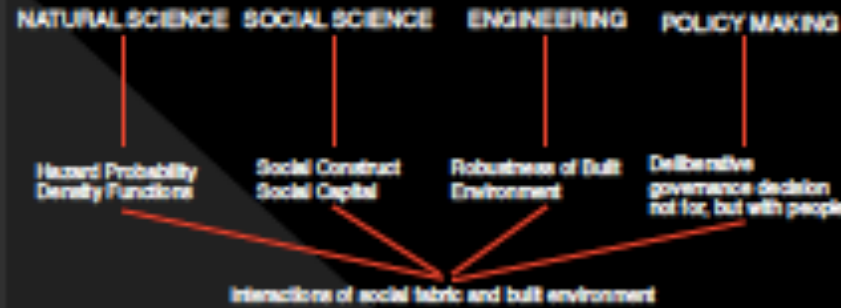 NATURAL SCIENCE SOCIAL SCIENCE ENGINEERING POLICY MAKING
Hazard Probability
Density Functions
Social Construct
Social Capital
Robustness of Built
Environment
Deliberative
governance decision
not for, but with people
Interactions of social fabric and built environment